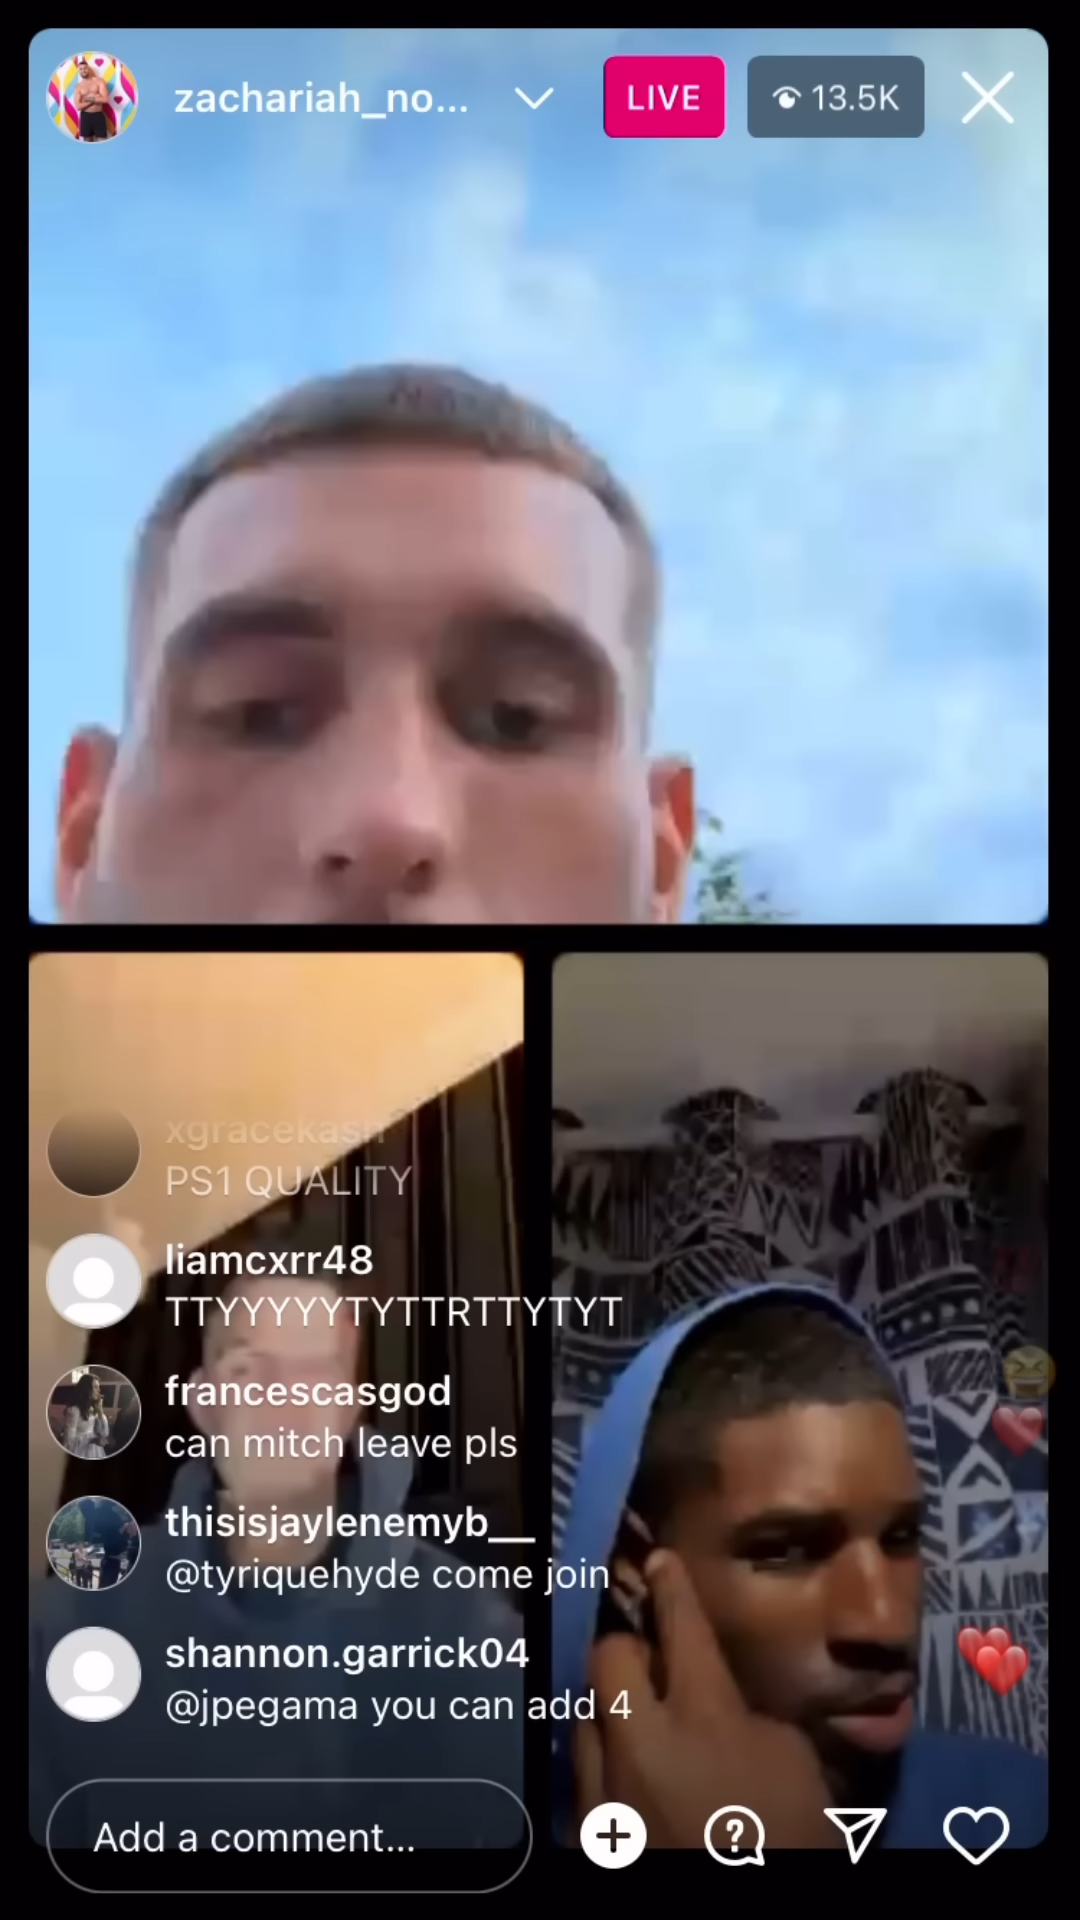 zachariah_no...
LIVE
13.5K
xgracekash
PS1 QUALITY
liamcxrr48
TTYYYYYTYTTRTTYTYT
francescasgod
can mitch leave pls
thisisjaylenemyb__
@tyriquehyde come join
shannon.garrick04
@jpegama you can add 4
Add a comment...